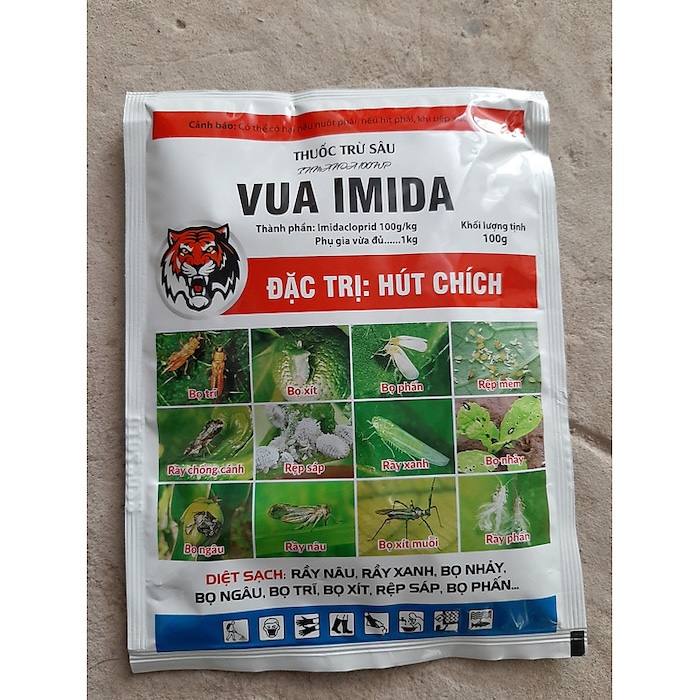 Cảnh báo: Có thể có hại nếu nuốt phải, nếu hít phải, khi tiếp
THUỐC TRỪ SÂU
VUA IMIDA
Thành phần: Imidacloprid 100g/kg
Phụ gia vừa đủ......1kg
Khối lượng tịnh
100g
ĐẶC TRỊ: HÚT CHÍCH
Bọ trĩ
Bọ xít
Bọ phấn
Rệp mềm
Rầy chổng cánh
Rệp sáp
Rầy xanh
Bọ nhảy
Bọ ngâu
Rầy nâu
Bọ xít muỗi
Rầy phấn
DIỆT SẠCH: RẦY NÂU, RẦY XANH, BỌ NHẢY,
BỌ NGÂU, BỌ TRĨ, BỌ XÍT, RỆP SÁP, BỌ PHẤN...